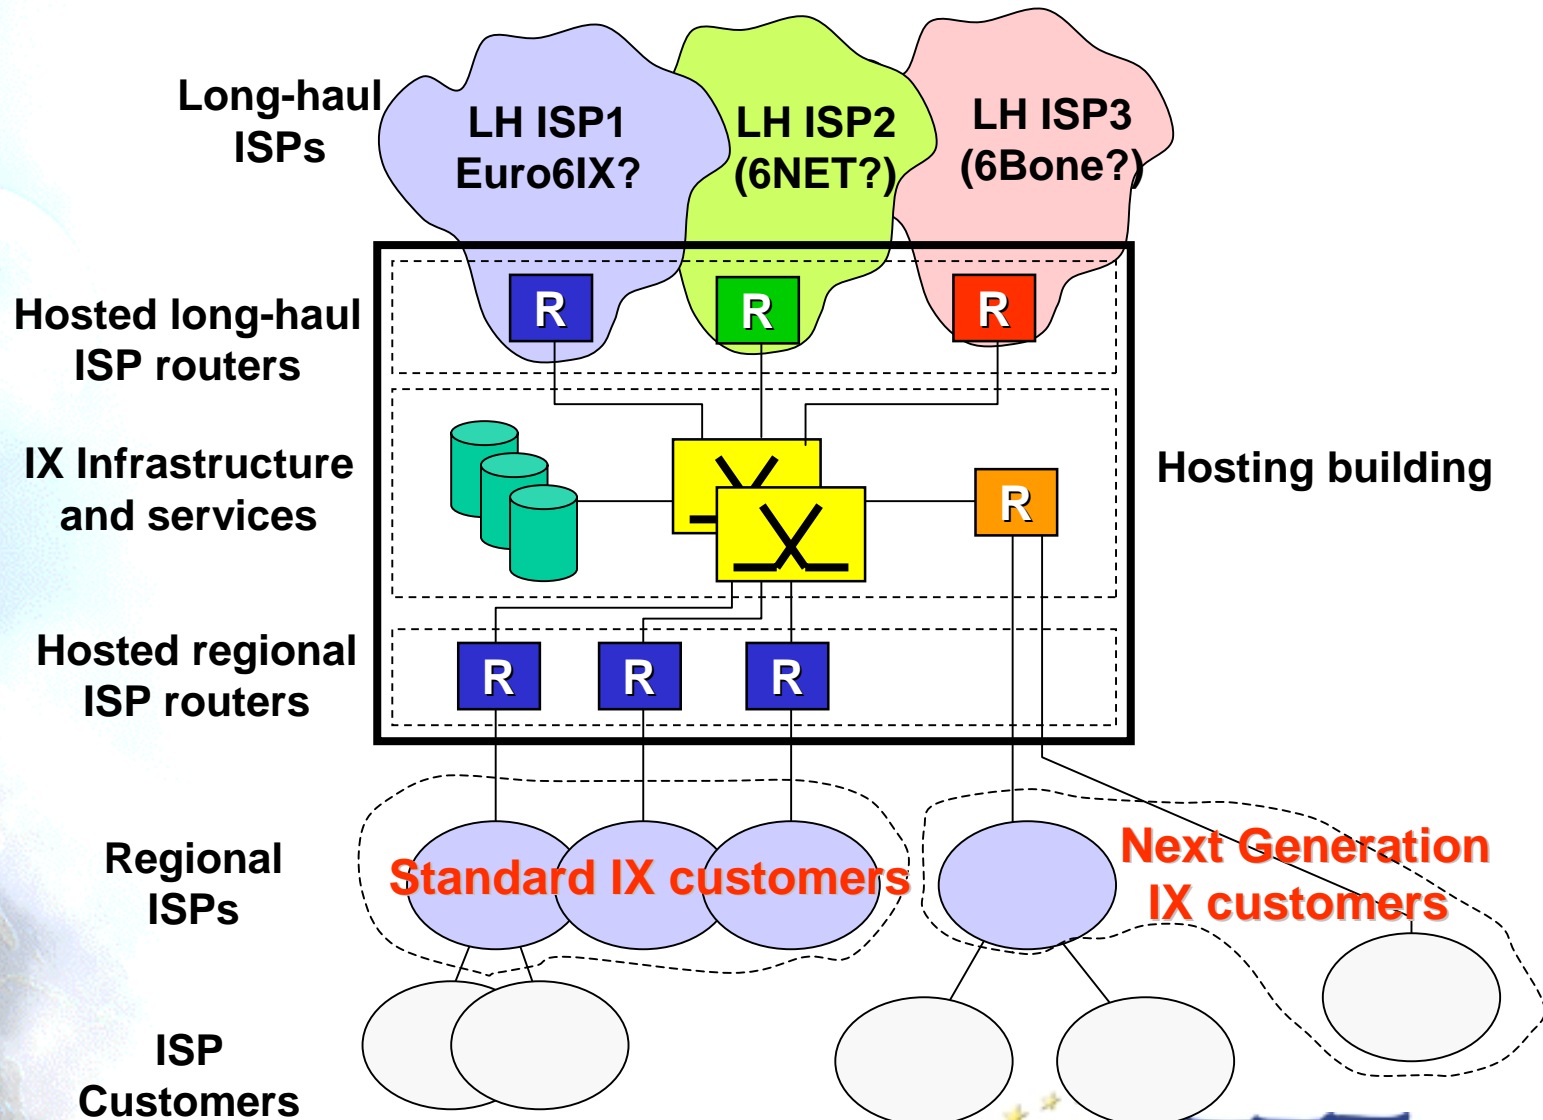 Long-haul
ISPs
LH ISP1
Euro6IX?
LH ISP2
(6NET?)
LH ISP3
(6Bone?)
Hosted long-haul
ISP routers
R
R
R
IX Infrastructure
and services
R
Hosting building
Hosted regional
ISP routers
R
R
R
Regional
ISPs
Standard IX customers
Next Generation
IX customers
ISP
Customers